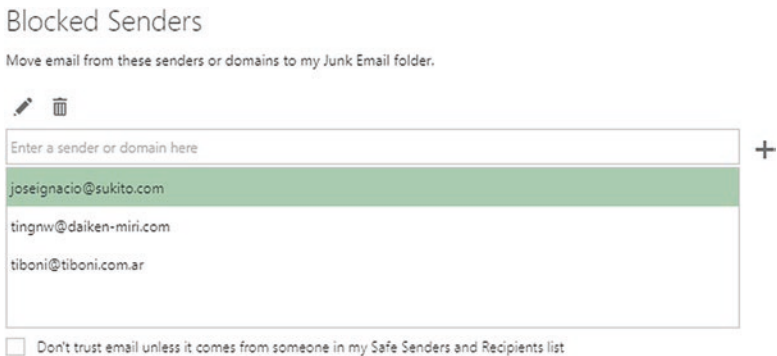 Blocked Senders
Move email from these senders or domains to my Junk Email folder.
Enter a sender or domain here
joseignacio@sukito.com
tingnw@daiken-miri.com
tiboni@tiboni.com.ar
Don't trust email unless it comes from someone in my Safe Senders and Recipients list